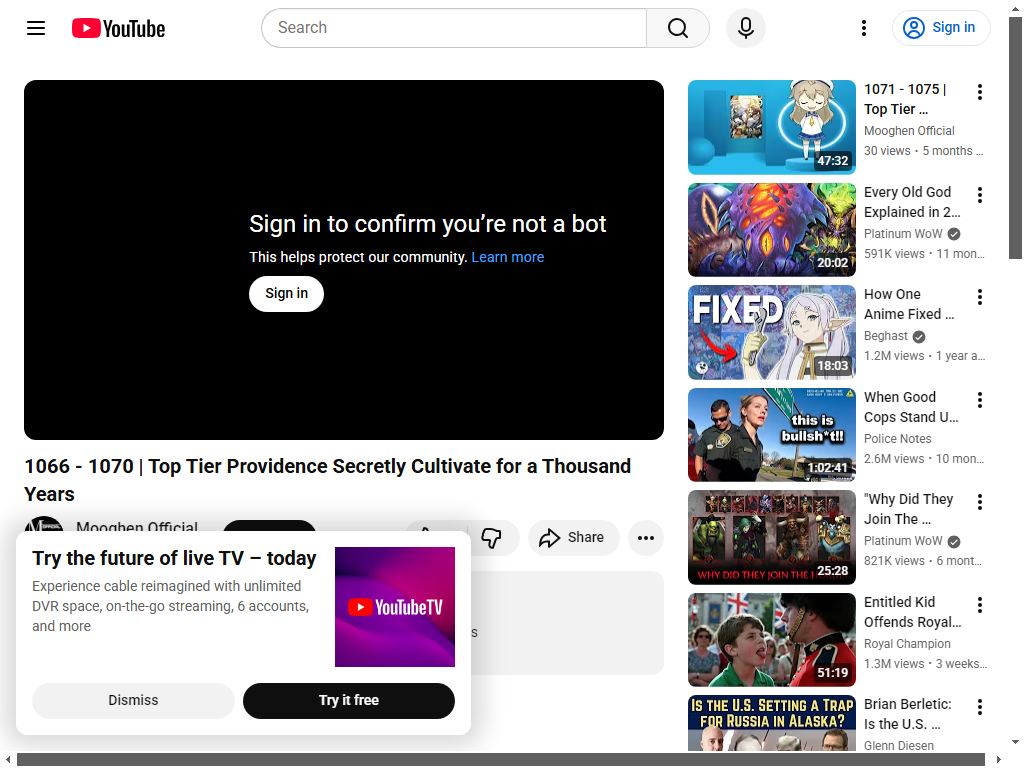 YouTube
Search
Sign in
Sign in to confirm you're not a bot
This helps protect our community. Learn more
Sign in
1066 - 1070 | Top Tier Providence Secretly Cultivate for a Thousand
Years
Mooghen Official
Share
Try the future of live TV – today
Experience cable reimagined with unlimited
DVR space, on-the-go streaming, 6 accounts,
and more
YouTubeTV
Dismiss
Try it free
47:32
1071 - 1075 |
Top Tier …
Mooghen Official
30 views • 5 months …
20:02
Every Old God
Explained in 2…
Platinum WoW
591K views • 11 mon…
FIXED
18:03
How One
Anime Fixed …
Beghast
1.2M views • 1 year a…
this is
bullsh*t!!
1:02:41
When Good
Cops Stand U…
Police Notes
2.6M views • 10 mon…
WHY DID THEY JOIN THE
25:28
"Why Did They
Join The …
Platinum WoW
821K views • 6 mont…
51:19
Entitled Kid
Offends Royal…
Royal Champion
1.3M views • 3 weeks…
IS THE U.S. SETTING A TRAP
FOR RUSSIA IN ALASKA?
Brian Berletic:
Is the U.S. …
Glenn Diesen